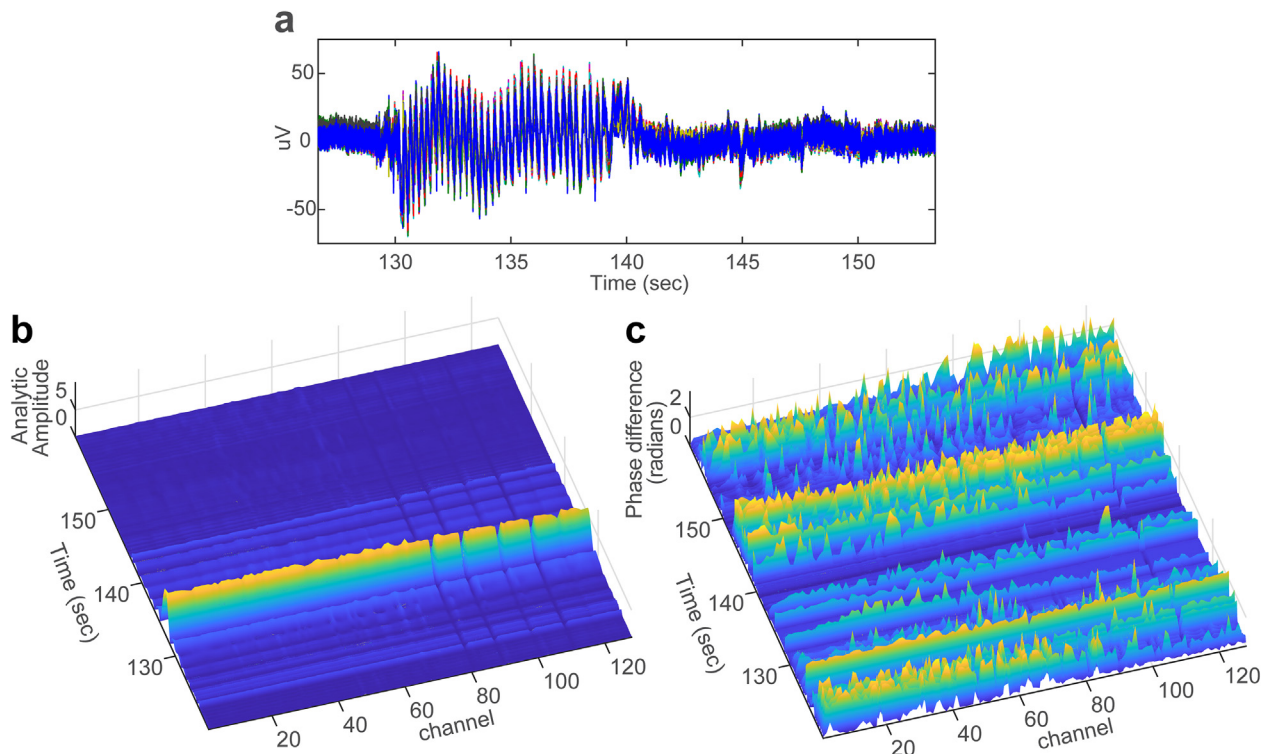 a
50
0
-50
uV
130 135 140 145 150
Time (sec)
b
5
0
Analytic
Amplitude
150
140
130
Time (sec)
20 40 60 80 100 120
channel
c
2
0
Phase difference
(radians)
150
140
130
Time (sec)
20 40 60 80 100 120
channel